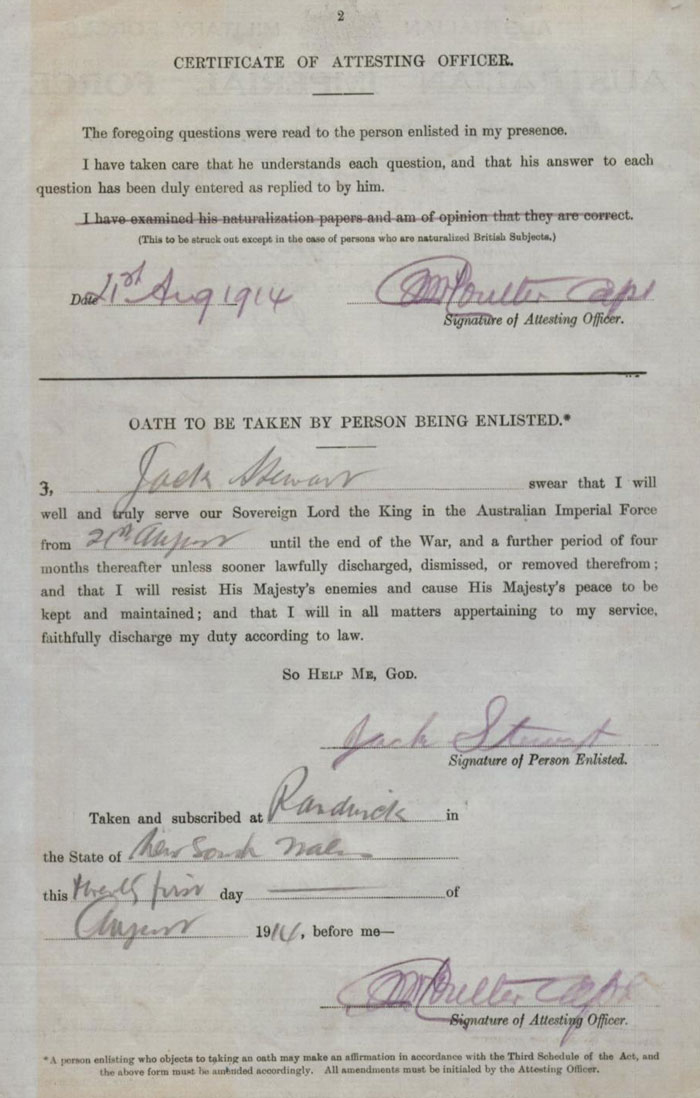 2
CERTIFICATE OF ATTESTING OFFICER.
The foregoing questions were read to the person enlisted in my presence.
I have taken care that he understands each question, and that his answer to each
question has been duly entered as replied to by him.
I have examined his naturalization papers and am of opinion that they are correct.
(This to be struck out except in the case of persons who are naturalized British Subjects.)
Date 21st Aug 1914
Coulter Capt
Signature of Attesting Officer.
OATH TO BE TAKEN BY PERSON BEING ENLISTED.*
I, Jack Stewart swear that I will
well and truly serve our Sovereign Lord the King in the Australian Imperial Force
from August until the end of the War, and a further period of four
months thereafter unless sooner lawfully discharged, dismissed, or removed therefrom;
and that I will resist His Majesty's enemies and cause His Majesty's peace to be
kept and maintained; and that I will in all matters appertaining to my service,
faithfully discharge my duty according to law.
So Help Me, God.
Jack Stewart
Signature of Person Enlisted.
Taken and subscribed at Randwick in
the State of New South Wales
this twenty first day of
August 1914, before me—
Coulter Capt
Signature of Attesting Officer.
*A person enlisting who objects to taking an oath may make an affirmation in accordance with the Third Schedule of the Act, and
the above form must be amended accordingly. All amendments must be initialed by the Attesting Officer.